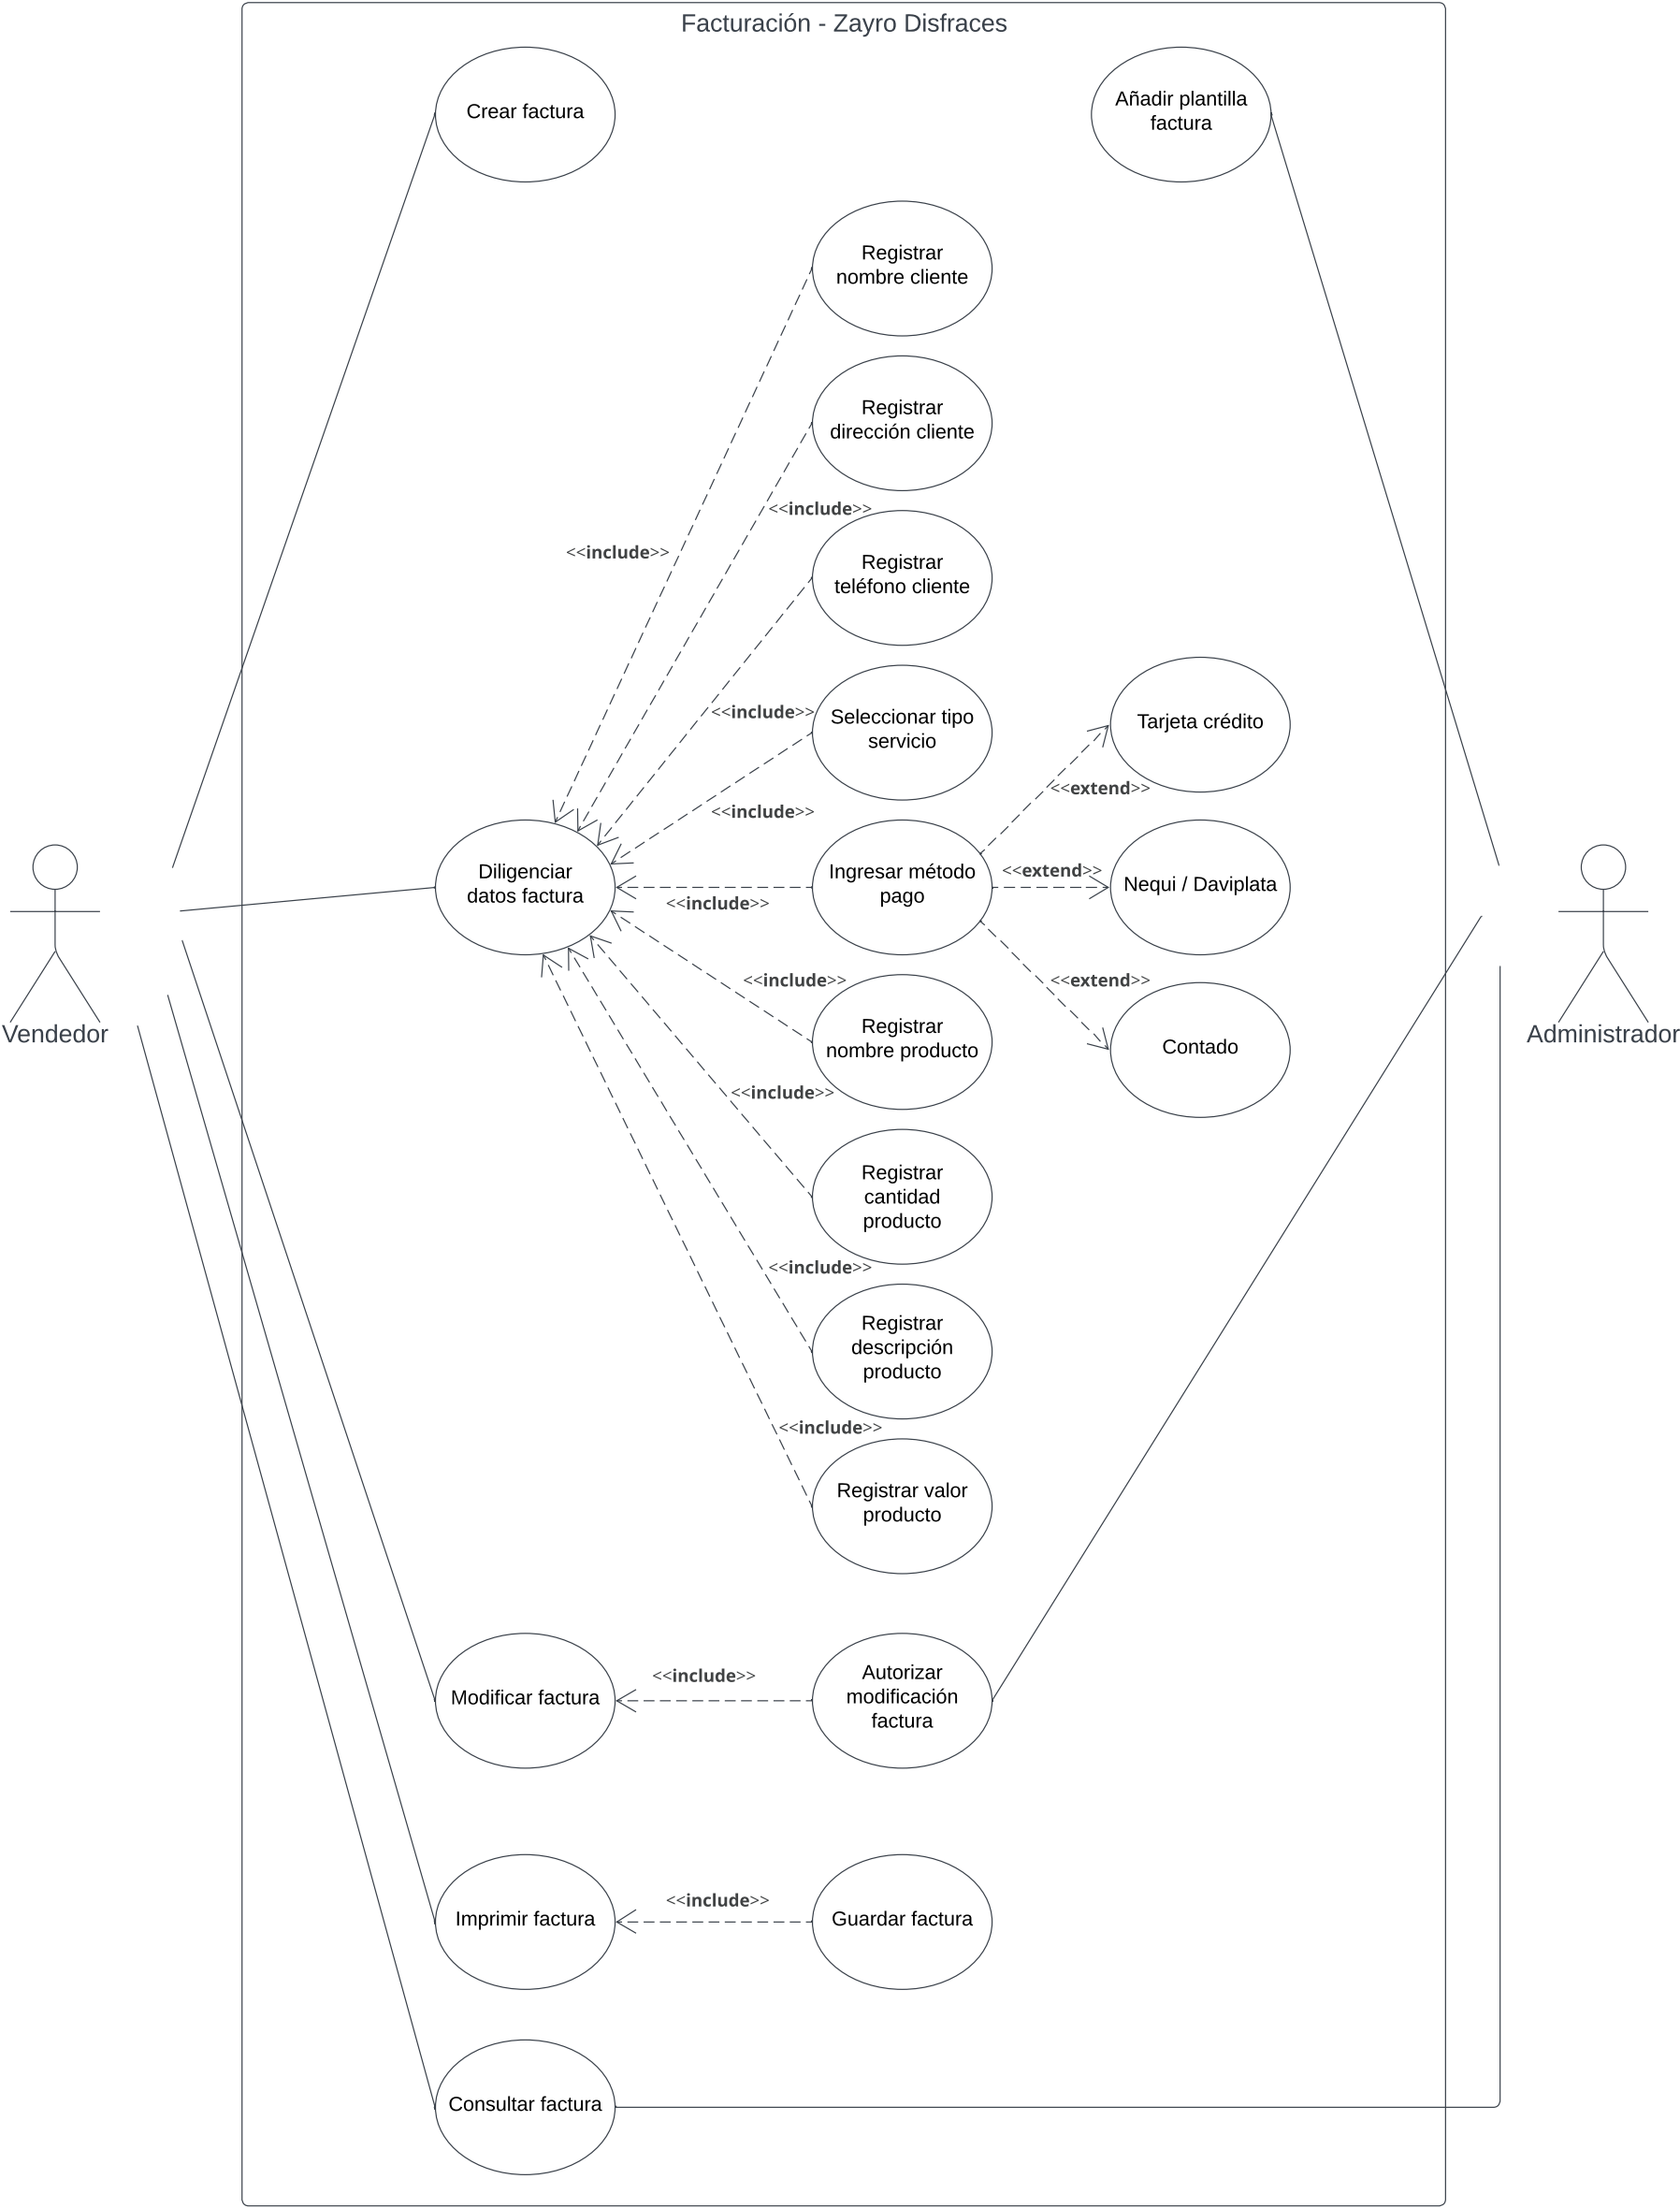 Facturación - Zayro Disfraces
Crear factura
Añadir plantilla
factura
Registrar
nombre cliente
Registrar
dirección cliente
<<include>>
<<include>>
Registrar
teléfono cliente
<<include>>
Seleccionar tipo
servicio
Tarjeta crédito
<<extend>>
<<include>>
Diligenciar
datos factura
Ingresar método
pago
<<extend>>
Nequi / Daviplata
<<include>>
<<include>>
<<extend>>
Vendedor
Registrar
nombre producto
Contado
Administrador
<<include>>
Registrar
cantidad
producto
<<include>>
Registrar
descripción
producto
<<include>>
Registrar valor
producto
Modificar factura
<<include>>
Autorizar
modificación
factura
Imprimir factura
<<include>>
Guardar factura
Consultar factura